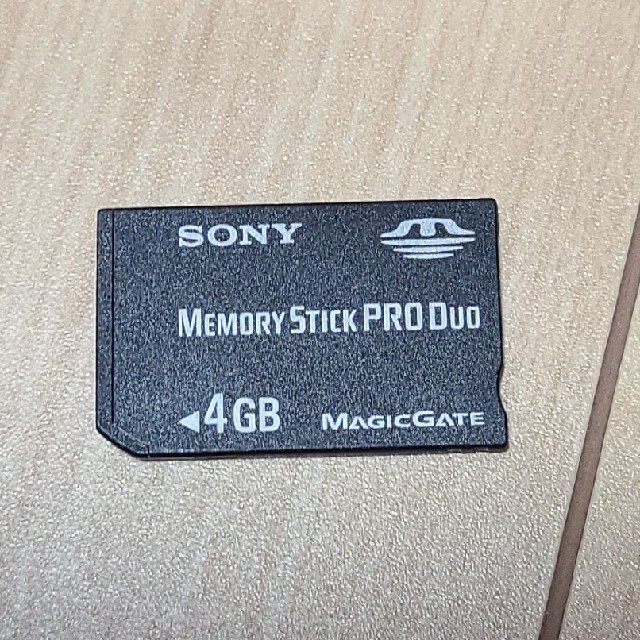 SONY
MEMORY STICK PRO DUO
◄4GB MAGICGATE